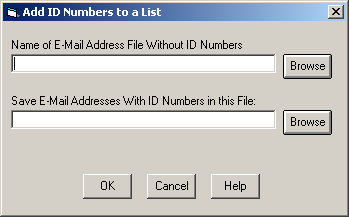 Add ID Numbers to a List
Name of E-Mail Address File Without ID Numbers
Browse
Save E-Mail Addresses With ID Numbers in this File:
Browse
OK Cancel Help